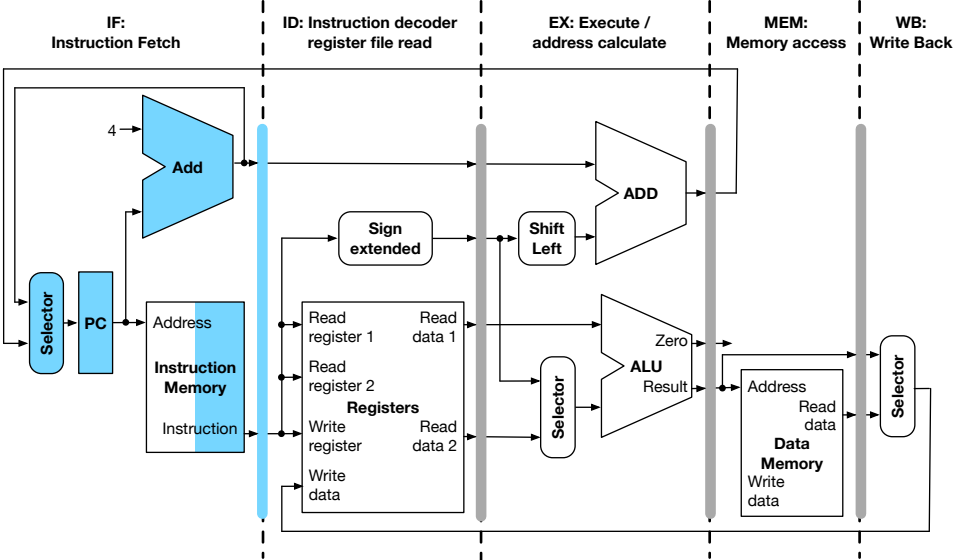 IF:
Instruction Fetch
ID: Instruction decoder
register file read
EX: Execute /
address calculate
MEM:
Memory access
WB:
Write Back
4
Add
ADD
Sign
extended
Shift
Left
Selector
PC
Address
Instruction
Memory
Instruction
Read
register 1
Read
data 1
Read
register 2
Registers
Write
register
Read
data 2
Write
data
Selector
Zero
ALU
Result
Address
Read
data
Data
Memory
Write
data
Selector